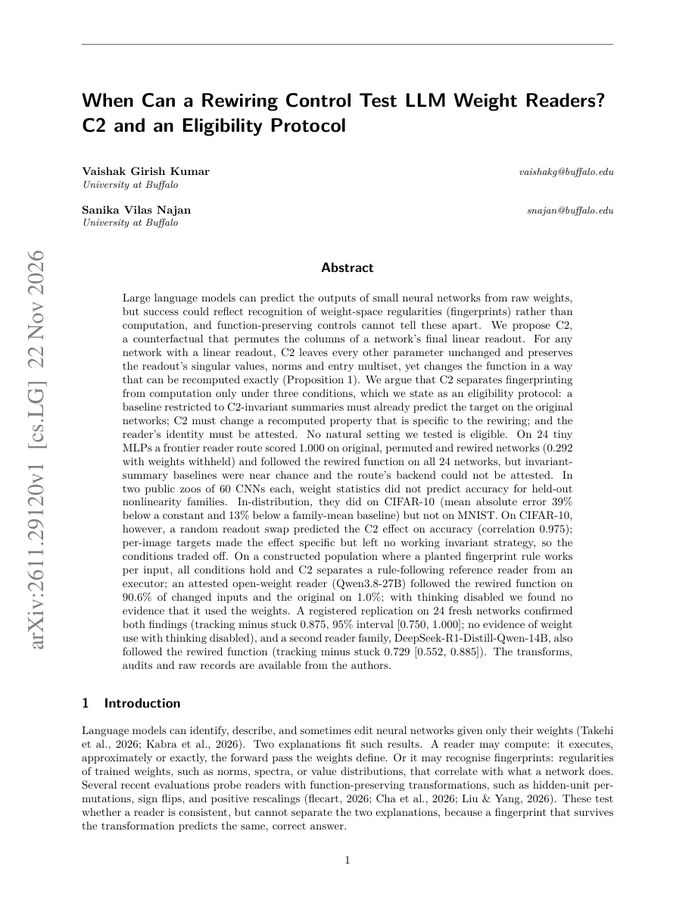 When Can a Rewiring Control Test LLM Weight Readers?
C2 and an Eligibility Protocol
Vaishak Girish Kumar vaishakg@buffalo.edu
University at Buffalo
Sanika Vilas Najan snajan@buffalo.edu
University at Buffalo
arXiv:2611.29120v1 [cs.LG] 22 Nov 2026
Abstract
Large language models can predict the outputs of small neural networks from raw weights,
but success could reflect recognition of weight-space regularities (fingerprints) rather than
computation, and function-preserving controls cannot tell these apart. We propose C2,
a counterfactual that permutes the columns of a network's final linear readout. For any
network with a linear readout, C2 leaves every other parameter unchanged and preserves
the readout's singular values, norms and entry multiset, yet changes the function in a way
that can be recomputed exactly (Proposition 1). We argue that C2 separates fingerprinting
from computation only under three conditions, which we state as an eligibility protocol: a
baseline restricted to C2-invariant summaries must already predict the target on the original
networks; C2 must change a recomputed property that is specific to the rewiring; and the
reader's identity must be attested. No natural setting we tested is eligible. On 24 tiny
MLPs a frontier reader route scored 1.000 on original, permuted and rewired networks (0.292
with weights withheld) and followed the rewired function on all 24 networks, but invariant-
summary baselines were near chance and the route's backend could not be attested. In
two public zoos of 60 CNNs each, weight statistics did not predict accuracy for held-out
nonlinearity families. In-distribution, they did on CIFAR-10 (mean absolute error 39%
below a constant and 13% below a family-mean baseline) but not on MNIST. On CIFAR-10,
however, a random readout swap predicted the C2 effect on accuracy (correlation 0.975);
per-image targets made the effect specific but left no working invariant strategy, so the
conditions traded off. On a constructed population where a planted fingerprint rule works
per input, all conditions hold and C2 separates a rule-following reference reader from an
executor; an attested open-weight reader (Qwen3.8-27B) followed the rewired function on
90.6% of changed inputs and the original on 1.0%; with thinking disabled we found no
evidence that it used the weights. A registered replication on 24 fresh networks confirmed
both findings (tracking minus stuck 0.875, 95% interval [0.750, 1.000]; no evidence of weight
use with thinking disabled), and a second reader family, DeepSeek-R1-Distill-Qwen-14B, also
followed the rewired function (tracking minus stuck 0.729 [0.552, 0.885]). The transforms,
audits and raw records are available from the authors.
1 Introduction
Language models can identify, describe, and sometimes edit neural networks given only their weights (Takehi
et al., 2026; Kabra et al., 2026). Two explanations fit such results. A reader may compute: it executes,
approximately or exactly, the forward pass the weights define. Or it may recognise fingerprints: regularities
of trained weights, such as norms, spectra, or value distributions, that correlate with what a network does.
Several recent evaluations probe readers with function-preserving transformations, such as hidden-unit per-
mutations, sign flips, and positive rescalings (flecart, 2026; Cha et al., 2026; Liu & Yang, 2026). These test
whether a reader is consistent, but cannot separate the two explanations, because a fingerprint that survives
the transformation predicts the same, correct answer.
1